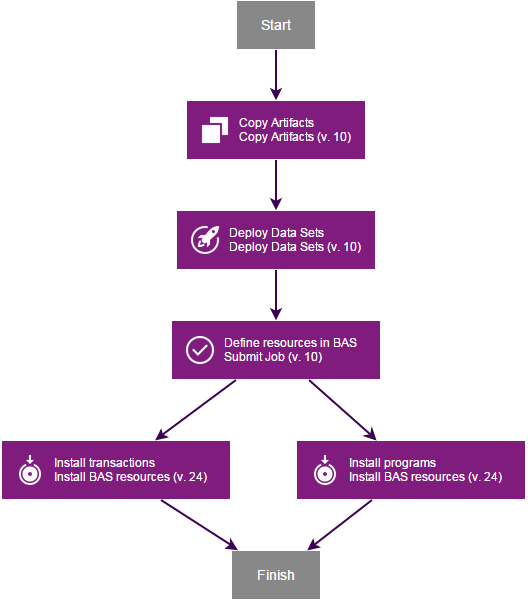 Start
Copy Artifacts
Copy Artifacts (v. 10)
Deploy Data Sets
Deploy Data Sets (v. 10)
Define resources in BAS
Submit Job (v. 10)
Install transactions
Install BAS resources (v. 24)
Install programs
Install BAS resources (v. 24)
Finish